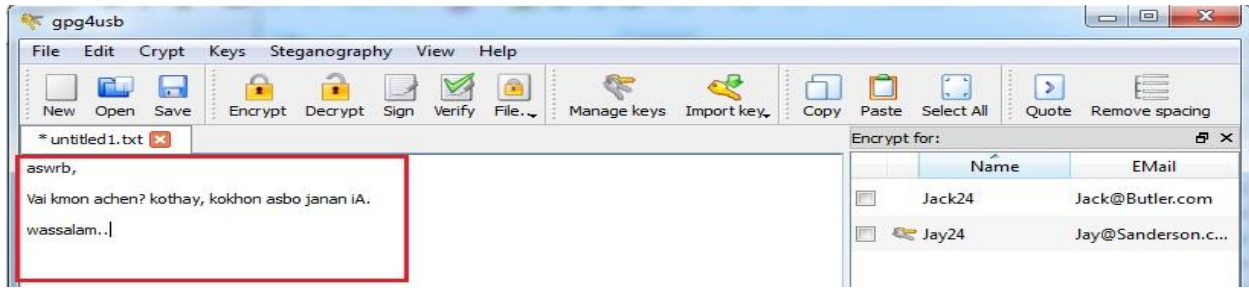 gpg4usb
File Edit Crypt Keys Steganography View Help
New Open Save Encrypt Decrypt Sign Verify File.. Manage keys Import key Copy Paste Select All Quote Remove spacing
* untitled1.txt Encrypt for:
Name EMail
aswrb,
Vai kmon achen? kothay, kokhon asbo janan iA.
wassalam..
Jack24 Jack@Butler.com
Jay24 Jay@Sanderson.c...